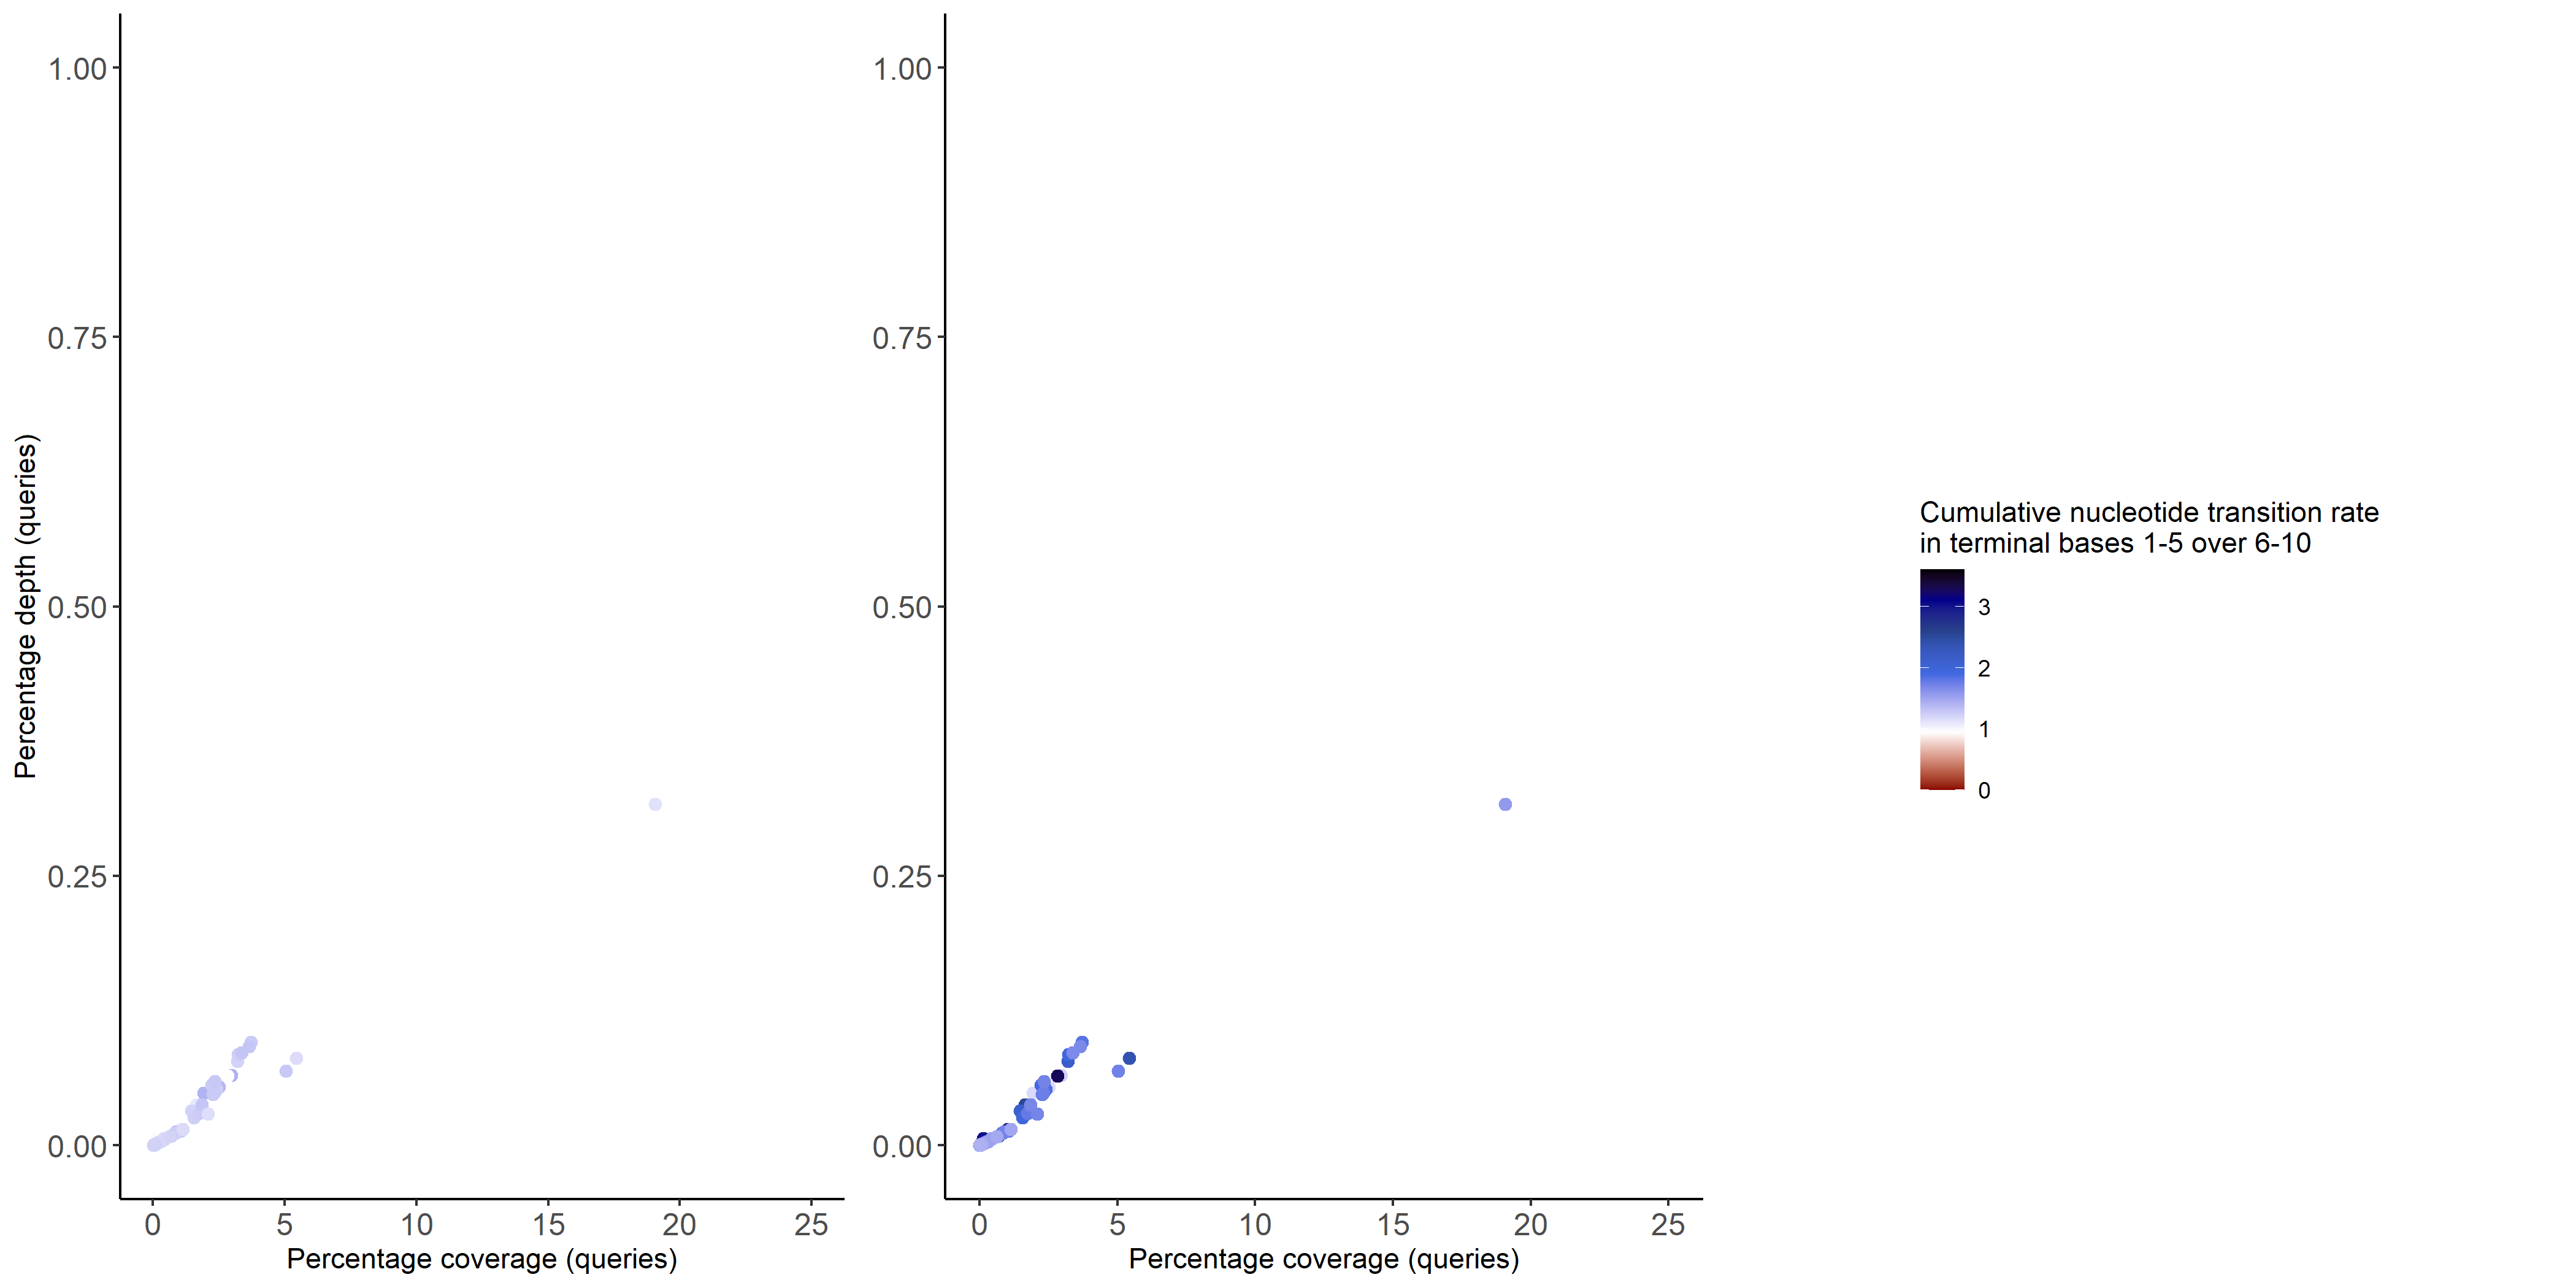 1.00
0.75
0.50
0.25
0.00
Percentage depth (queries)
0 5 10 15 20 25
Percentage coverage (queries)
1.00
0.75
0.50
0.25
0.00
0 5 10 15 20 25
Percentage coverage (queries)
Cumulative nucleotide transition rate
in terminal bases 1-5 over 6-10
3
2
1
0